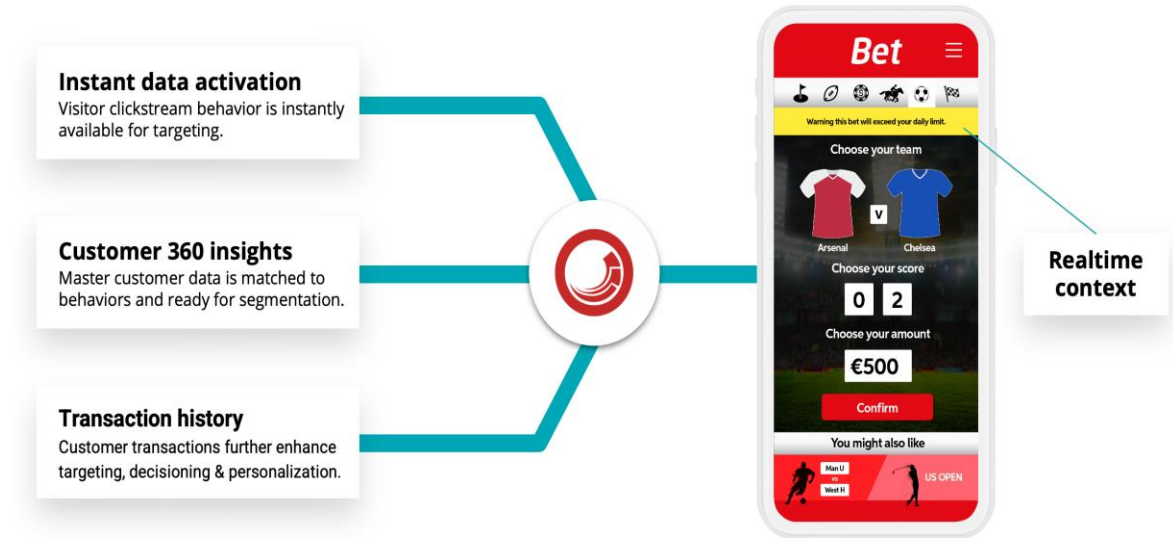 Instant data activation
Visitor clickstream behavior is instantly
available for targeting.
Customer 360 insights
Master customer data is matched to
behaviors and ready for segmentation.
Transaction history
Customer transactions further enhance
targeting, decisioning & personalization.
Bet
Warning this bet will exceed your daily limit.
Choose your team
V
Arsenal
Chelsea
Choose your score
0 2
Choose your amount
€500
Confirm
You might also like
Man U
vs
West H
US OPEN
Realtime
context